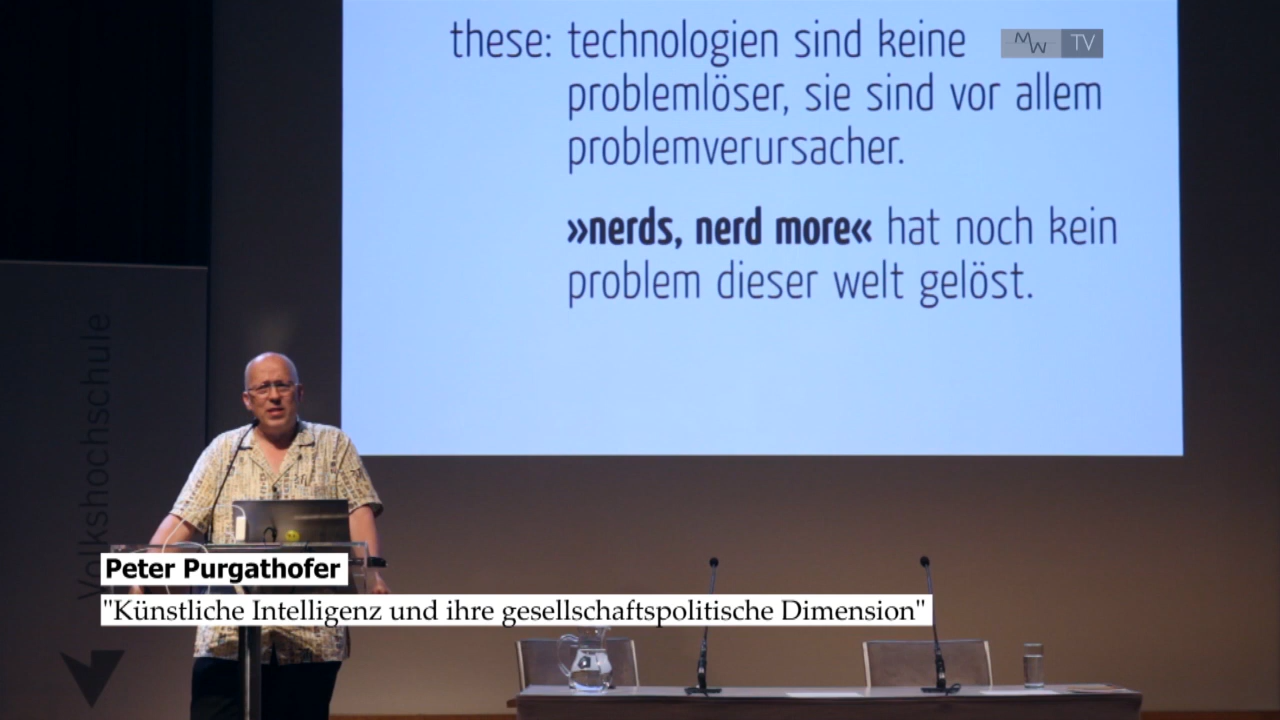 these: technologien sind keine
problemlöser, sie sind vor allem
problemverursacher.
»nerds, nerd more« hat noch kein
problem dieser welt gelöst.
MW TV
Volkshochschule
Peter Purgathofer
"Künstliche Intelligenz und ihre gesellschaftspolitische Dimension"